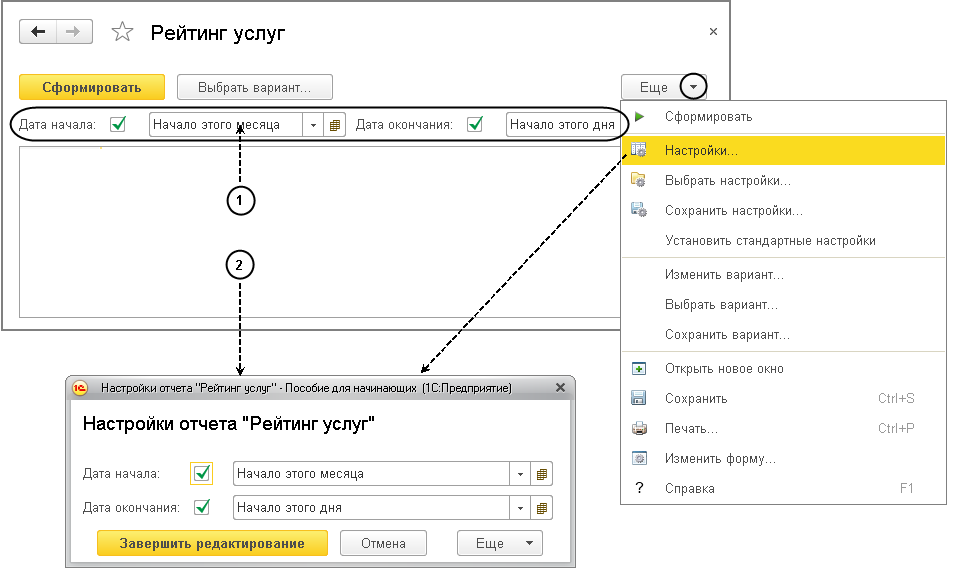 Рейтинг услуг
Сформировать
Выбрать вариант...
Еще
Дата начала:
Начало этого месяца
Дата окончания:
Начало этого дня
1
2
Сформировать
Настройки...
Выбрать настройки...
Сохранить настройки...
Установить стандартные настройки
Изменить вариант...
Выбрать вариант...
Сохранить вариант...
Открыть новое окно
Сохранить Ctrl+S
Печать... Ctrl+P
Изменить форму...
? Справка F1
1С Настройки отчета "Рейтинг услуг" - Пособие для начинающих (1С:Предприятие)
Настройки отчета "Рейтинг услуг"
Дата начала: Начало этого месяца
Дата окончания: Начало этого дня
Завершить редактирование
Отмена
Еще